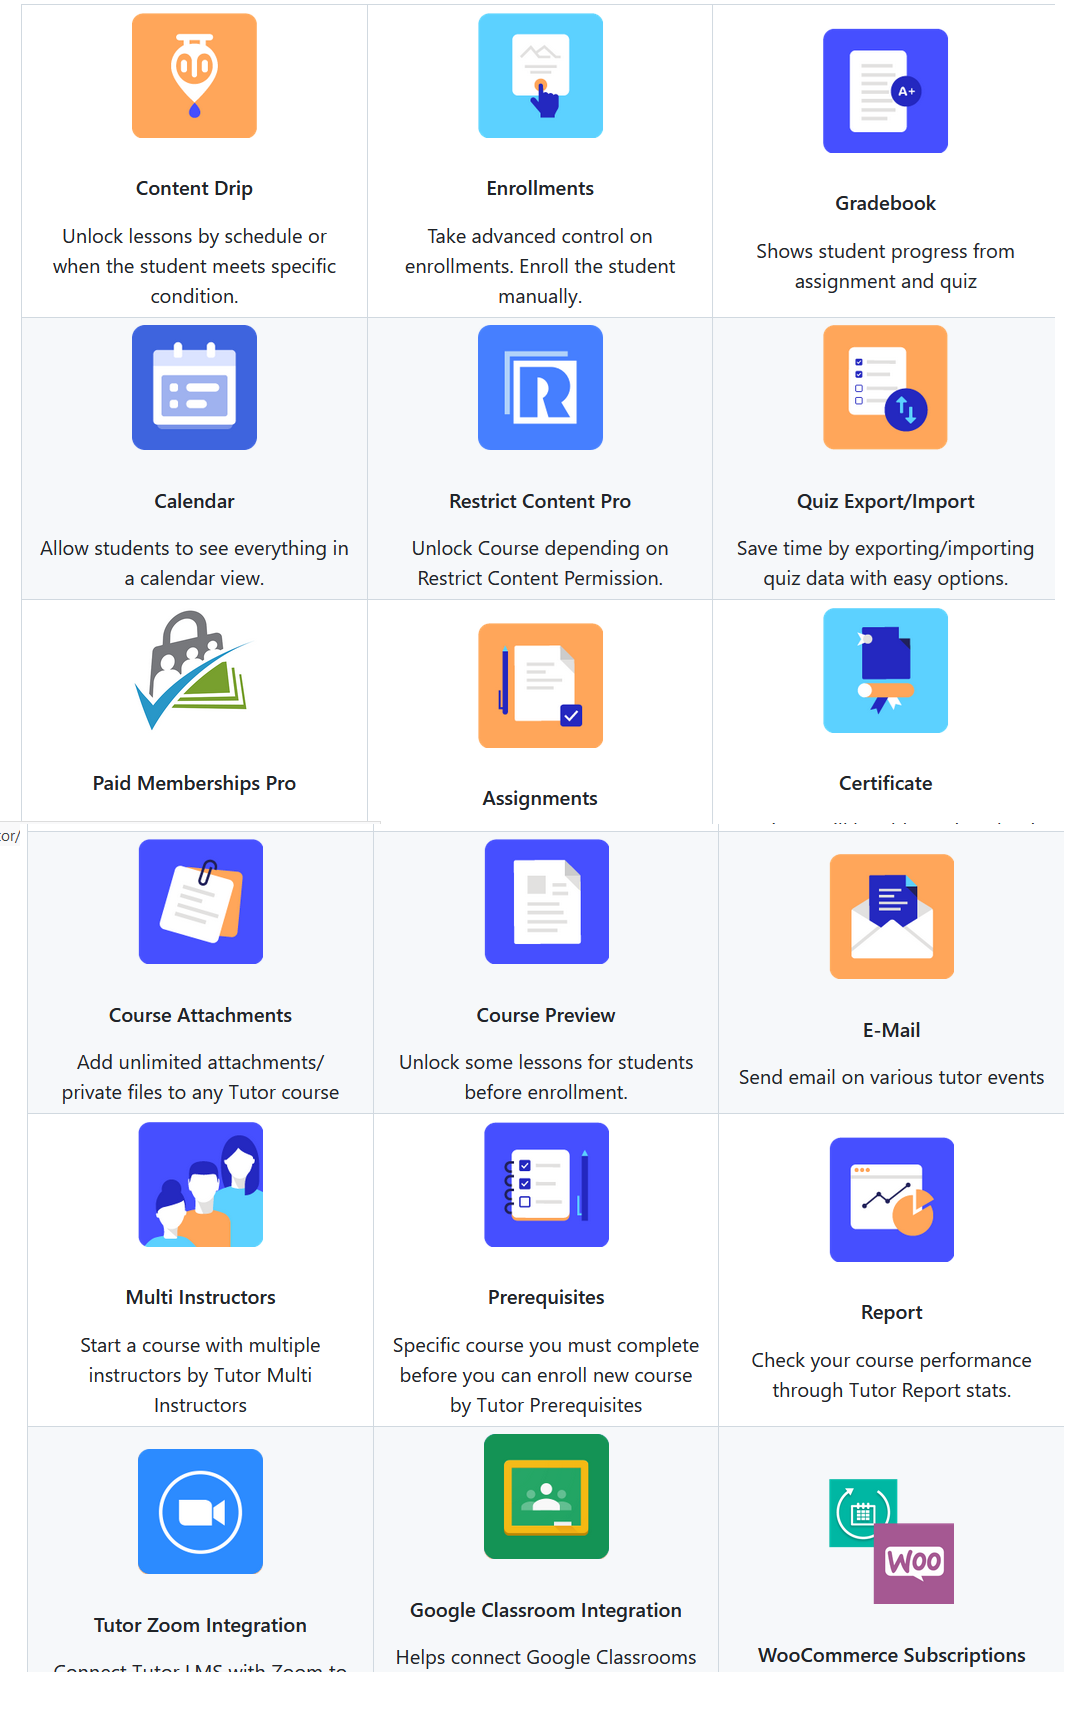 A+
Content Drip
Unlock lessons by schedule or
when the student meets specific
condition.
Enrollments
Take advanced control on
enrollments. Enroll the student
manually.
Gradebook
Shows student progress from
assignment and quiz
R
Calendar
Allow students to see everything in
a calendar view.
Restrict Content Pro
Unlock Course depending on
Restrict Content Permission.
Quiz Export/Import
Save time by exporting/importing
quiz data with easy options.
Paid Memberships Pro
Assignments
Certificate
tor/
Course Attachments
Add unlimited attachments/
private files to any Tutor course
Course Preview
Unlock some lessons for students
before enrollment.
E-Mail
Send email on various tutor events
Multi Instructors
Start a course with multiple
instructors by Tutor Multi
Instructors
Prerequisites
Specific course you must complete
before you can enroll new course
by Tutor Prerequisites
Report
Check your course performance
through Tutor Report stats.
WOO
Tutor Zoom Integration
Connect Tutor LMS with Zoom to
Google Classroom Integration
Helps connect Google Classrooms
WooCommerce Subscriptions